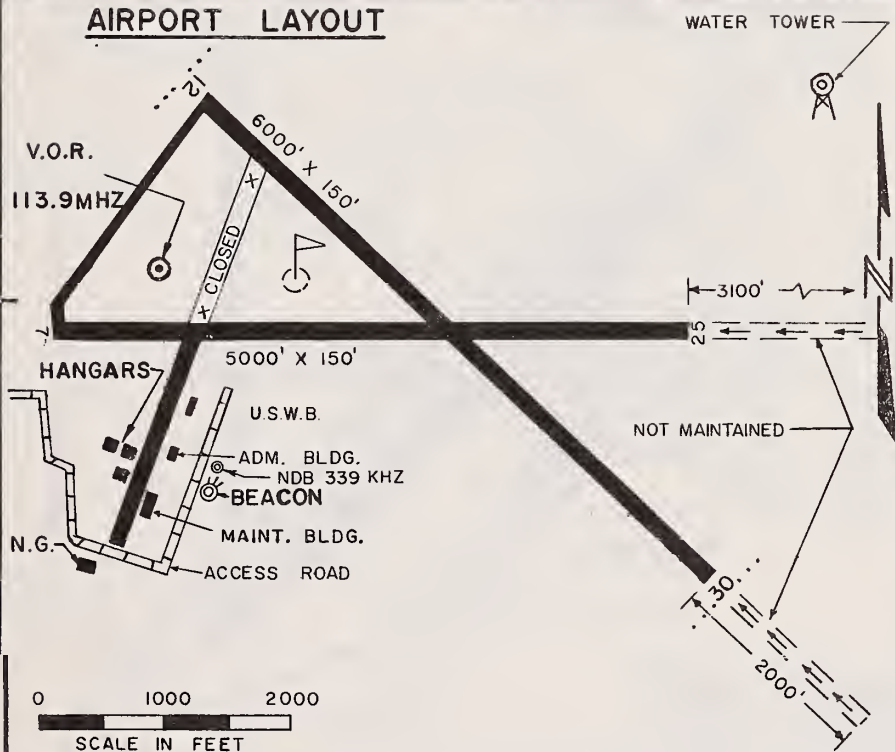 AIRPORT LAYOUT
WATER TOWER
12
6000' X 150'
V.O.R.
113.9MHZ
X
CLOSED
X
N
3100'
7
25
5000' X 150'
HANGARS
U.S.W.B.
NOT MAINTAINED
ADM. BLDG.
NDB 339 KHZ
BEACON
MAINT. BLDG.
N.G.
ACCESS ROAD
30
2000'
0 1000 2000
SCALE IN FEET